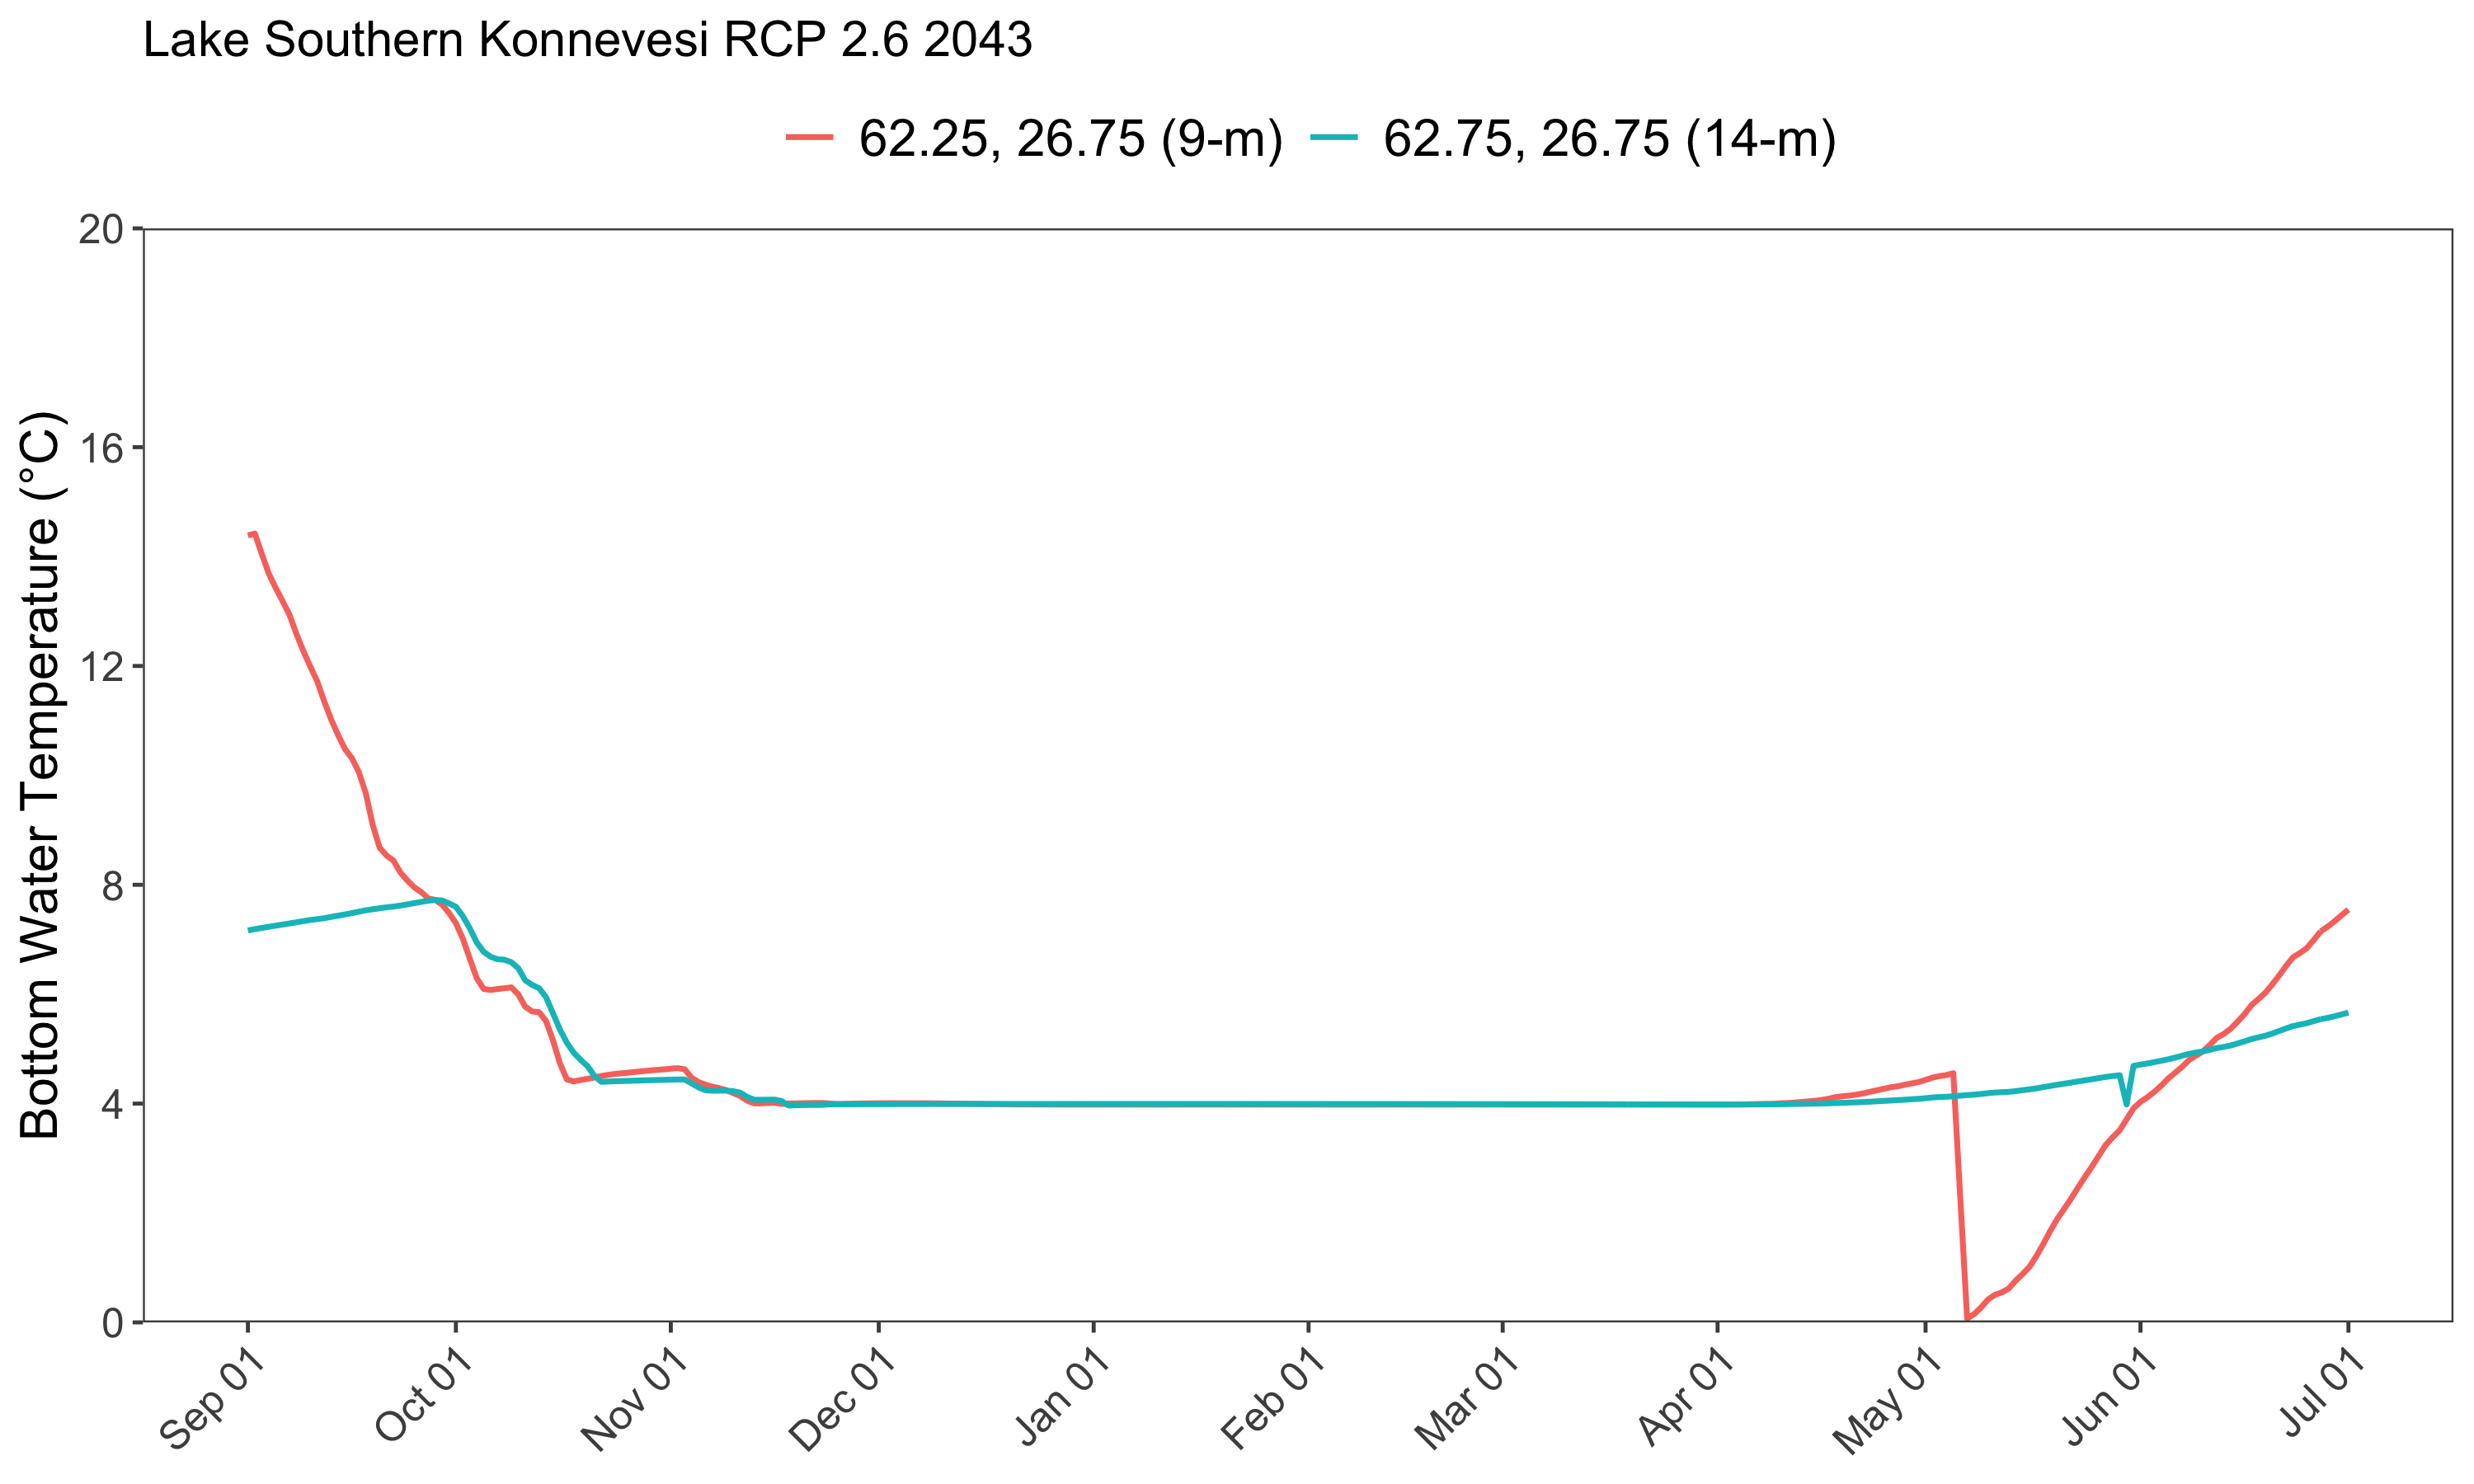 Lake Southern Konnevesi RCP 2.6 2043
62.25, 26.75 (9-m) 62.75, 26.75 (14-m)
Bottom Water Temperature (°C)
20
16
12
8
4
0
Sep 01 Oct 01 Nov 01 Dec 01 Jan 01 Feb 01 Mar 01 Apr 01 May 01 Jun 01 Jul 01